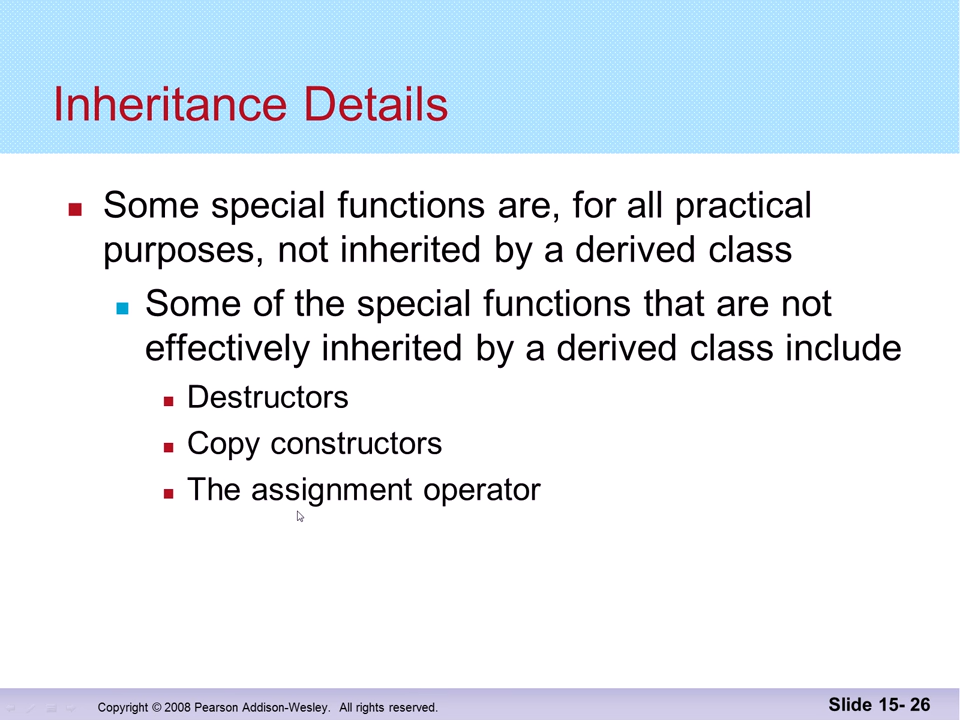 Inheritance Details
Some special functions are, for all practical
purposes, not inherited by a derived class
Some of the special functions that are not
effectively inherited by a derived class include
Destructors
Copy constructors
The assignment operator
Copyright © 2008 Pearson Addison-Wesley. All rights reserved.
Slide 15- 26